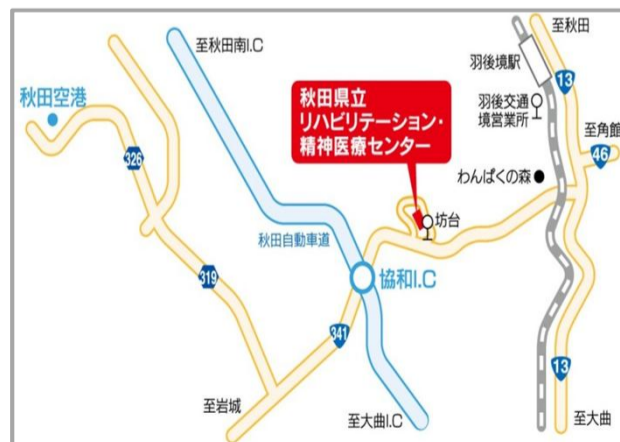 至秋田南I.C
至秋田
羽後境駅
13
秋田空港
秋田県立
リハビリテーション・
精神医療センター
羽後交通
境営業所
至角館
46
326
わんぱくの森
坊台
秋田自動車道
319
協和I.C
341
13
至岩城
至大曲I.C
至大曲